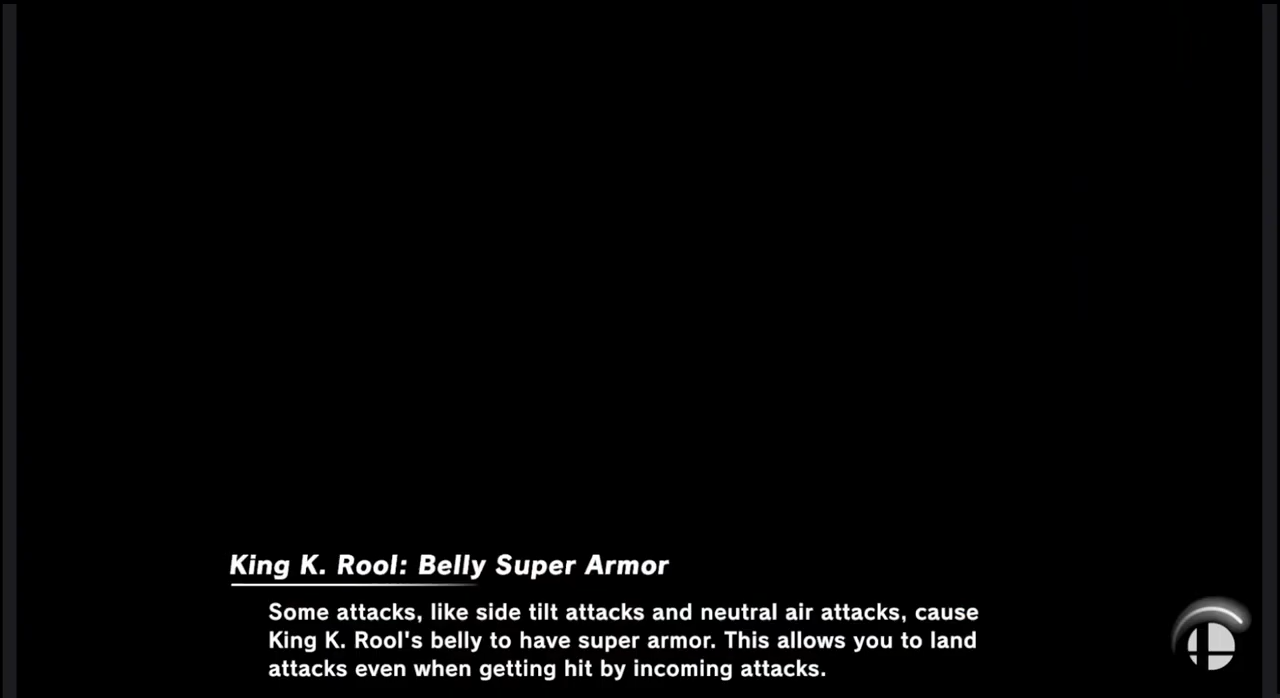 King K. Rool: Belly Super Armor
Some attacks, like side tilt attacks and neutral air attacks, cause
King K. Rool's belly to have super armor. This allows you to land
attacks even when getting hit by incoming attacks.